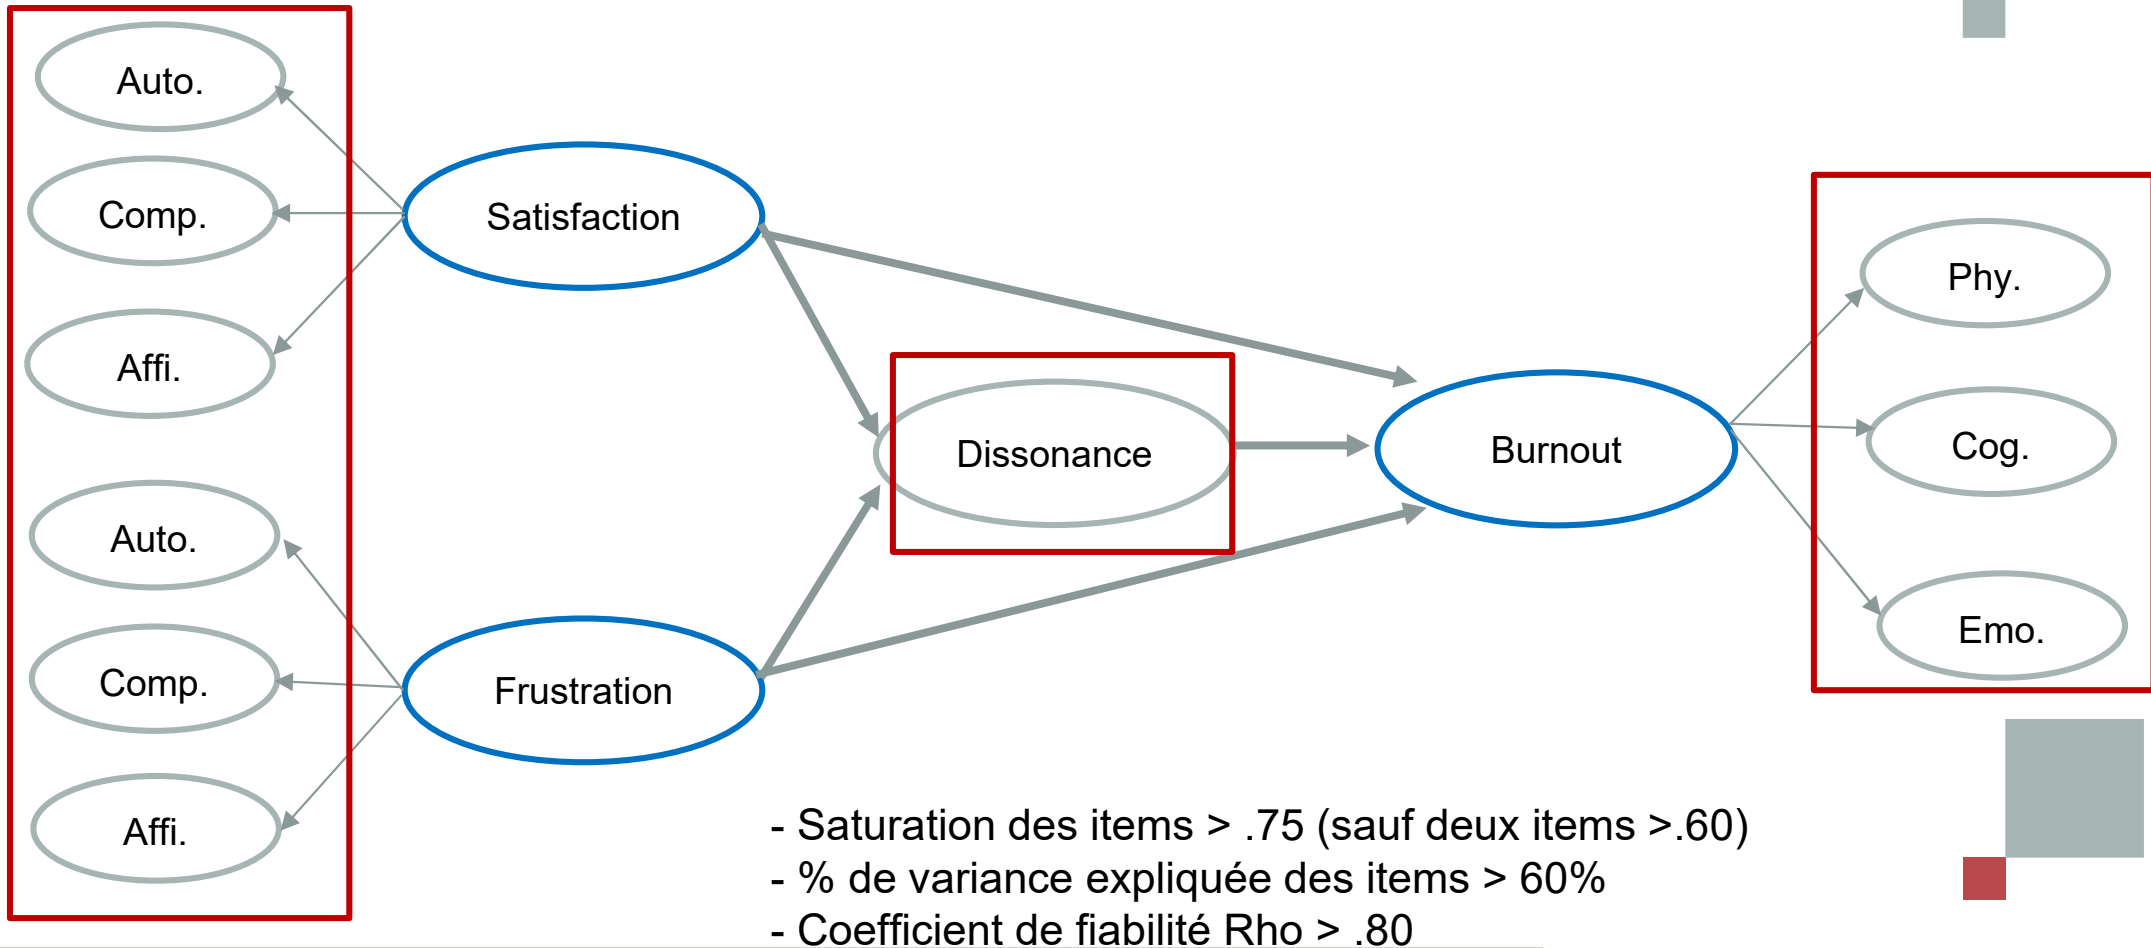 Auto.
Comp.
Affi.
Satisfaction
Auto.
Comp.
Affi.
Frustration
Dissonance
Burnout
Phy.
Cog.
Emo.
- Saturation des items > .75 (sauf deux items >.60)
- % de variance expliquée des items > 60%
- Coefficient de fiabilité Rho > .80